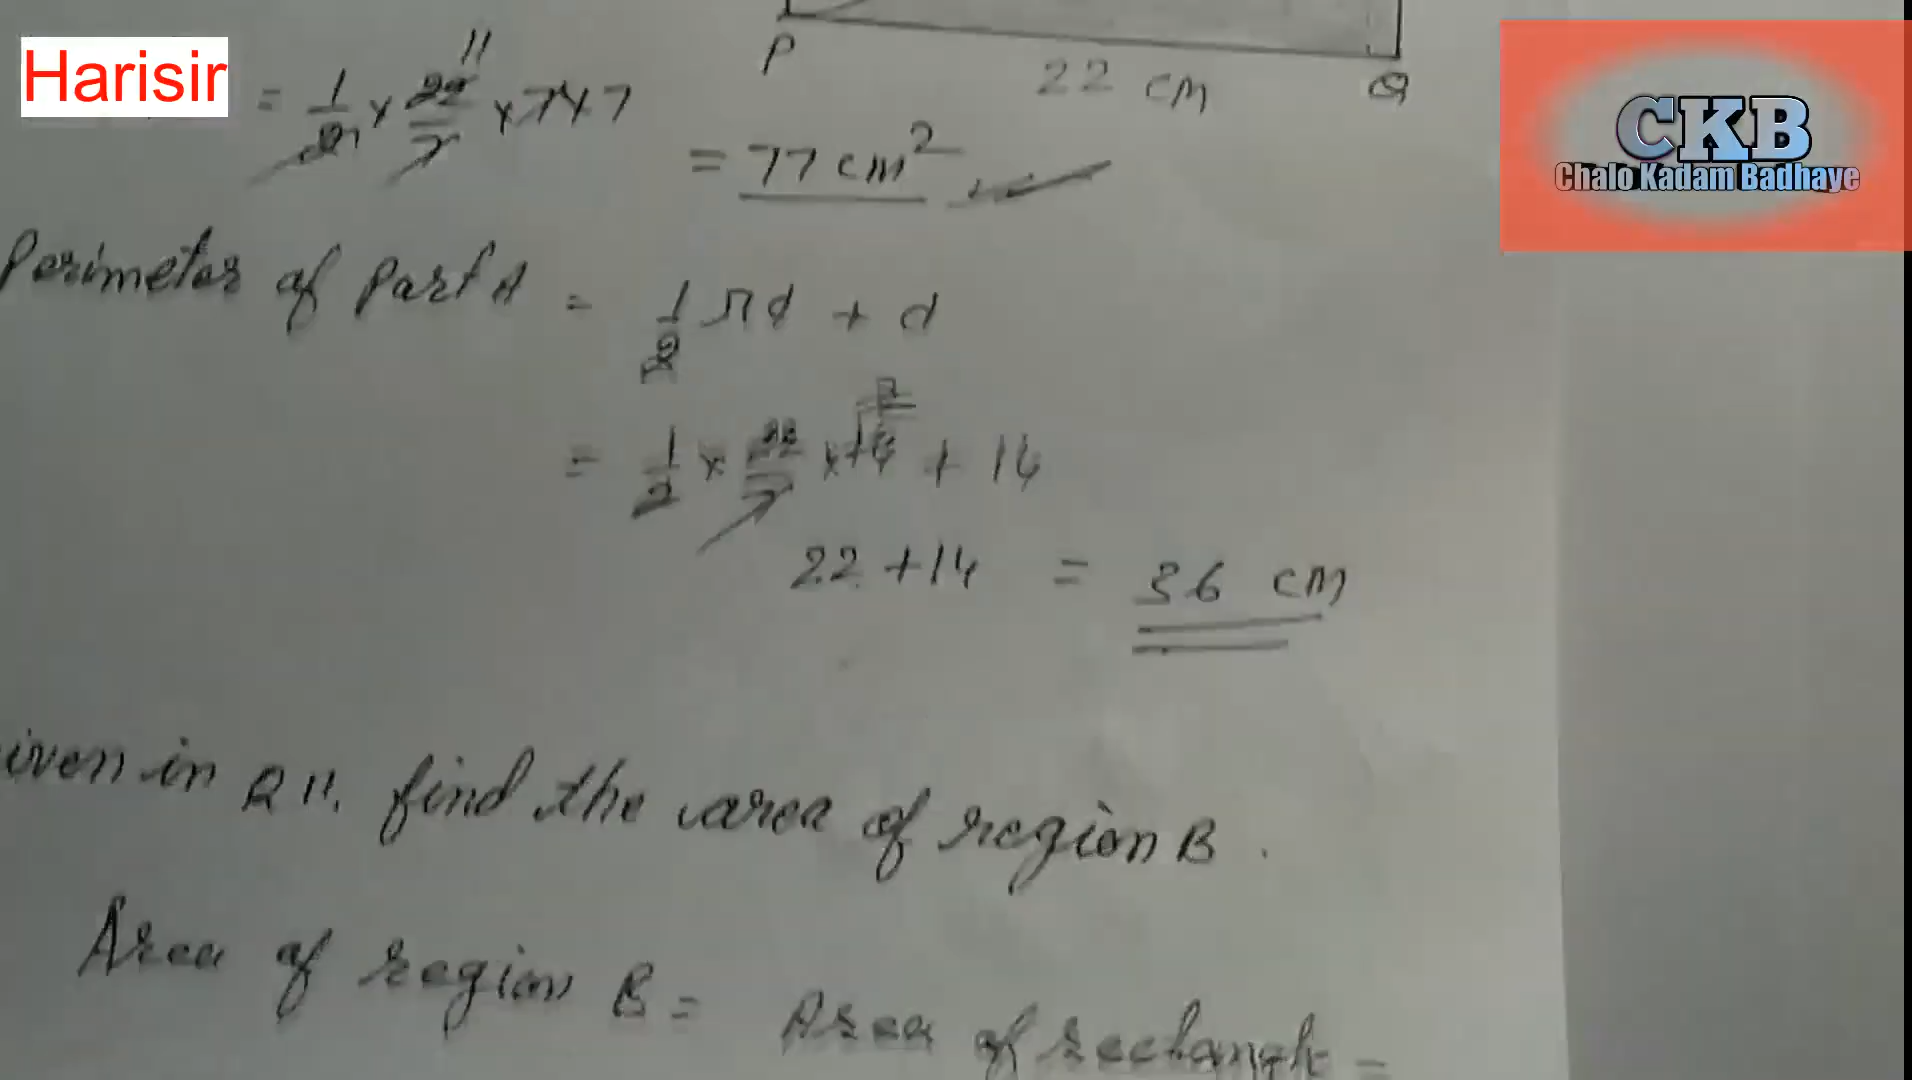 Harisir
P
22 cm
Q
CKB
Chalo Kadam Badhaye
= 1/2 × 22/7 × 7×7
11
= 77 cm²
Perimeter of Part A = 1/2 πd + d
= 1/2 × 22/7 × 14 + 14
22 + 14 = 36 cm
iven in Q 11. find the area of region B.
Area of region B = Area of rectangle -